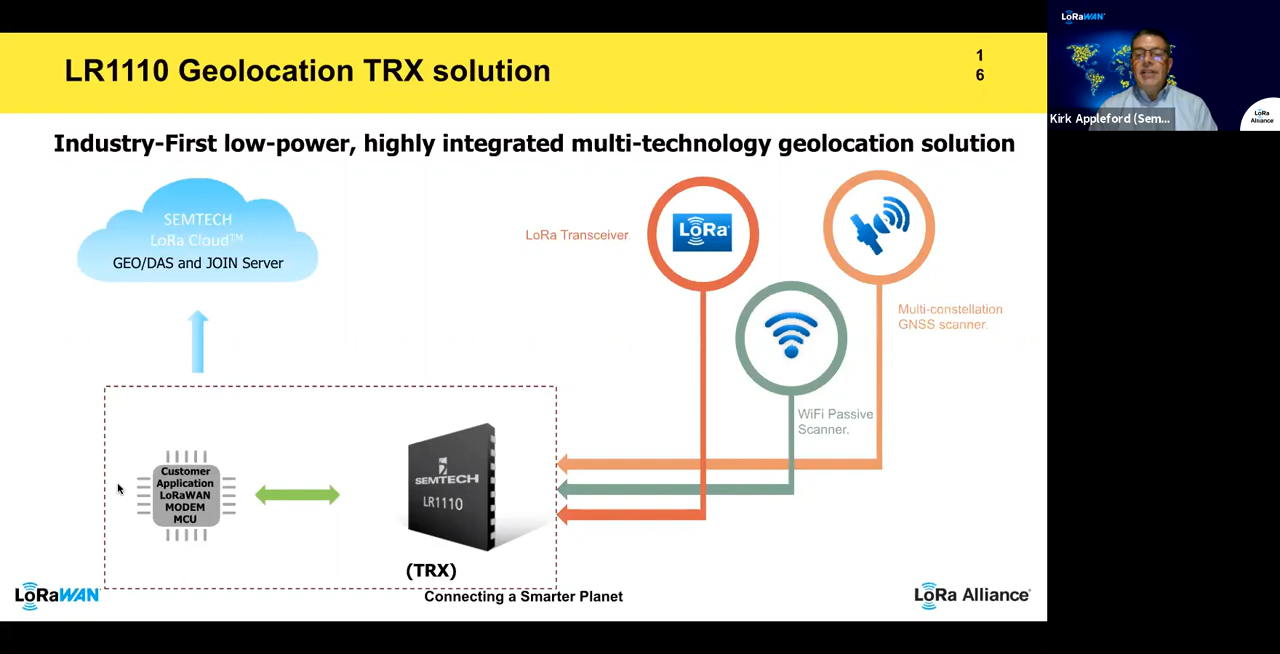 LR1110 Geolocation TRX solution
1
6
Industry-First low-power, highly integrated multi-technology geolocation solution
SEMTECH
LoRa Cloud™
GEO/DAS and JOIN Server
LoRa Transceiver
LoRa
Multi-constellation
GNSS scanner.
WiFi Passive
Scanner.
Customer
Application
LoRaWAN
MODEM
MCU
SEMTECH
LR1110
(TRX)
LoRaWAN
Connecting a Smarter Planet
LoRa Alliance
LoRaWAN
Kirk Appleford (Sem...
LoRa
Alliance